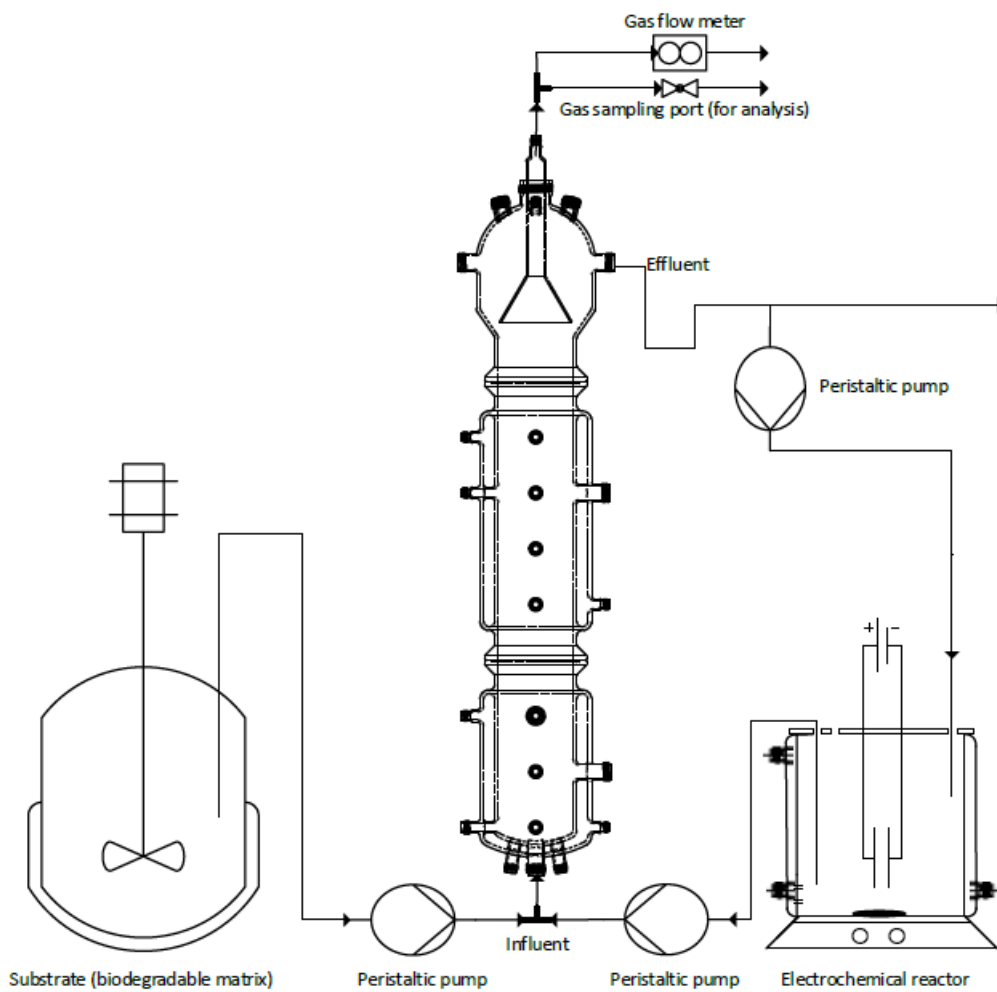 Gas flow meter
Gas sampling port (for analysis)
Effluent
Peristaltic pump
+ −
Influent
Substrate (biodegradable matrix)
Peristaltic pump
Peristaltic pump
Electrochemical reactor